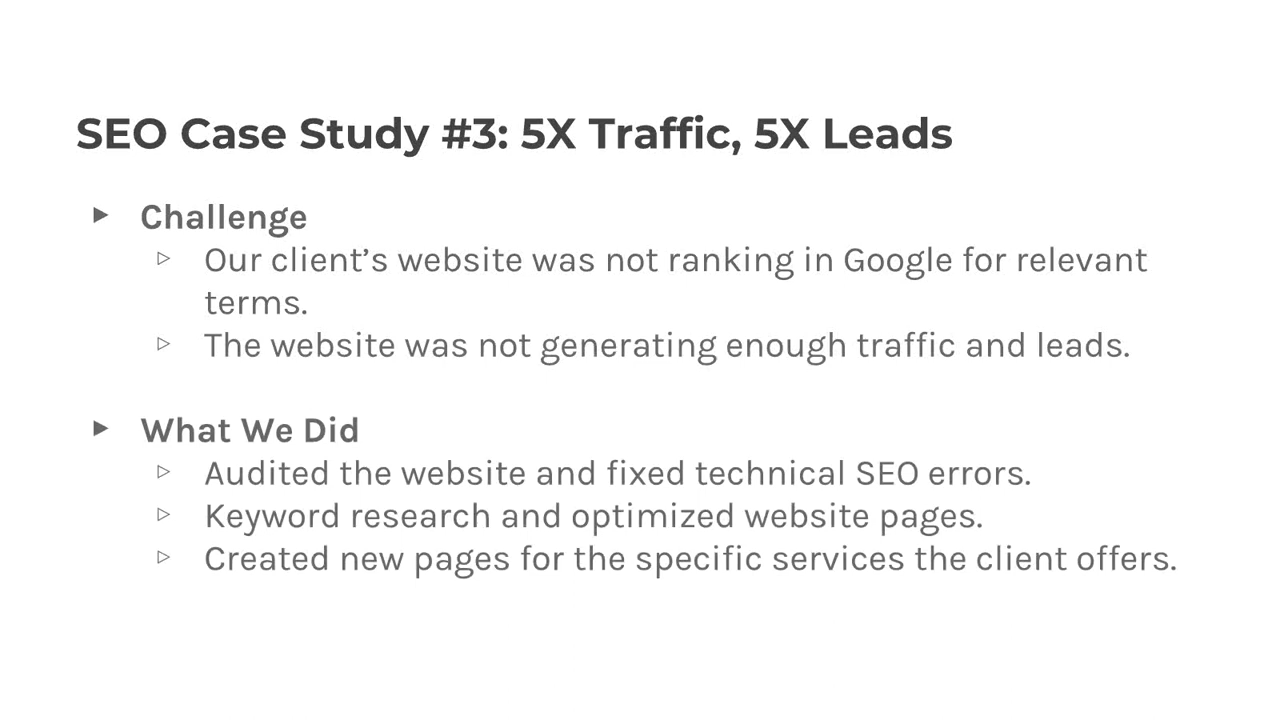 SEO Case Study #3: 5X Traffic, 5X Leads
▶ Challenge
▷ Our client’s website was not ranking in Google for relevant
terms.
▷ The website was not generating enough traffic and leads.
▶ What We Did
▷ Audited the website and fixed technical SEO errors.
▷ Keyword research and optimized website pages.
▷ Created new pages for the specific services the client offers.